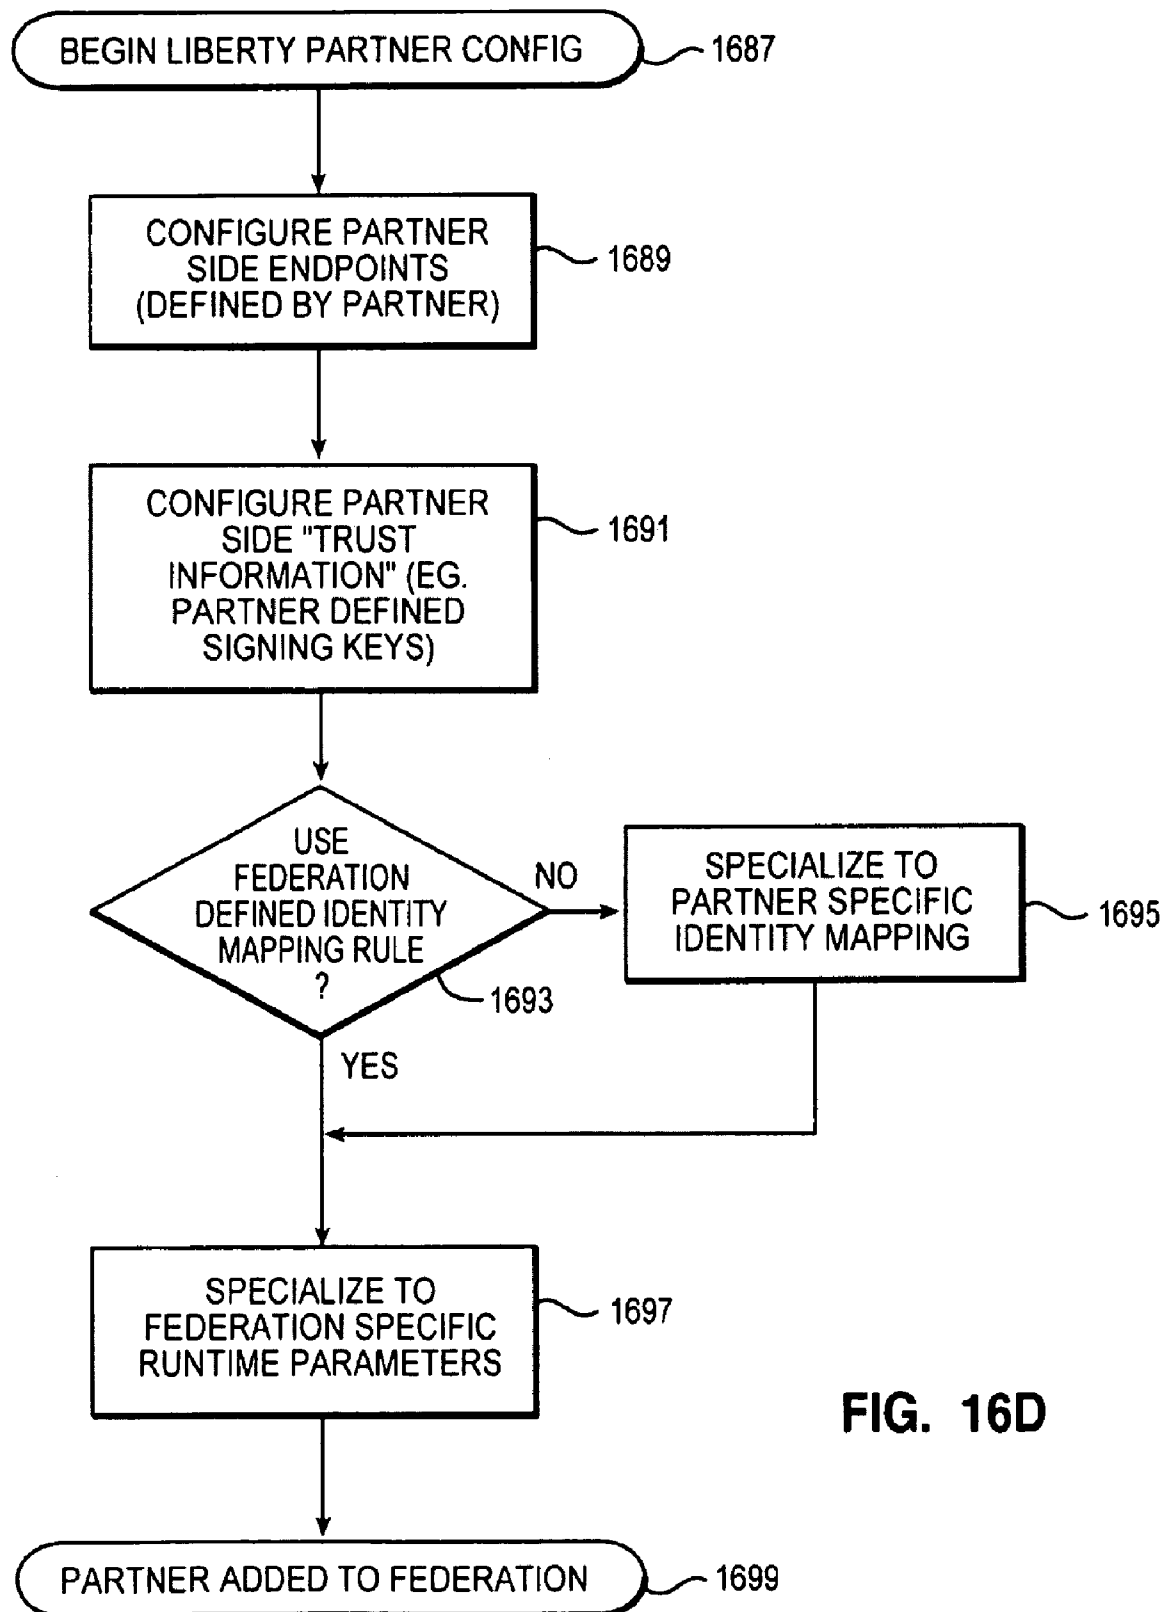 BEGIN LIBERTY PARTNER CONFIG
1687
CONFIGURE PARTNER
SIDE ENDPOINTS
(DEFINED BY PARTNER)
1689
CONFIGURE PARTNER
SIDE "TRUST
INFORMATION" (EG.
PARTNER DEFINED
SIGNING KEYS)
1691
USE
FEDERATION
DEFINED IDENTITY
MAPPING RULE
?
1693
NO
SPECIALIZE TO
PARTNER SPECIFIC
IDENTITY MAPPING
1695
YES
SPECIALIZE TO
FEDERATION SPECIFIC
RUNTIME PARAMETERS
1697
FIG. 16D
PARTNER ADDED TO FEDERATION
1699